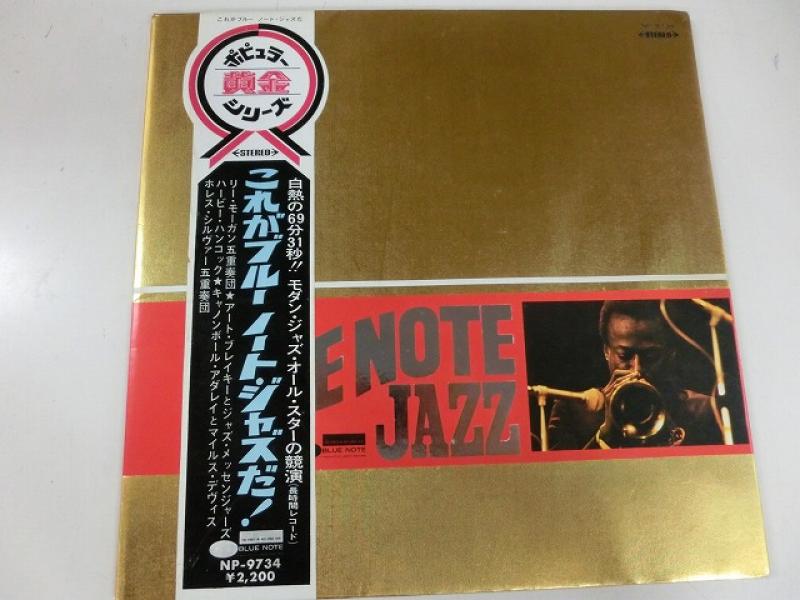 これがブルー ノート・ジャズだ
ポピュラー
黄金
シリーズ
←STEREO→
白熱の69分31秒!! モダン・ジャズ・オール・スターの競演(長時間レコード)
これがブルーノート・ジャズだ!
リー・モーガン五重奏団★アート・ブレイキーとジャズ・メッセンジャーズ
ハービー・ハンコック★キャノンボール・アダレイとマイルス・デヴィス
ホレス・シルヴァー五重奏団
BLUE NOTE
NP-9734
¥2,200
←STEREO→
E NOTE
JAZZ
BLUE NOTE